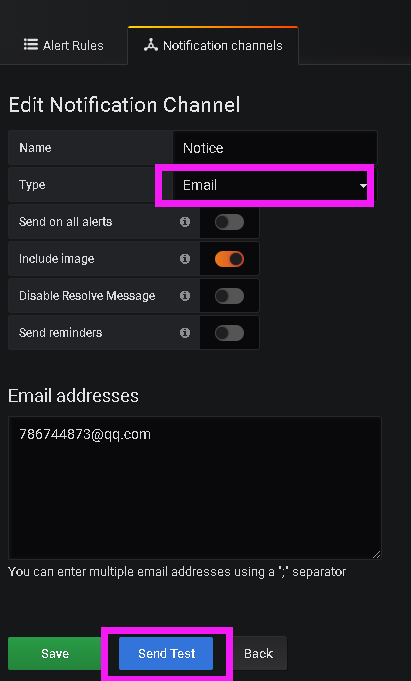 Alert Rules
Notification channels
Edit Notification Channel
Name
Notice
Type
Email
Send on all alerts
Include image
Disable Resolve Message
Send reminders
Email addresses
786744873@qq.com
You can enter multiple email addresses using a ";" separator
Save
Send Test
Back